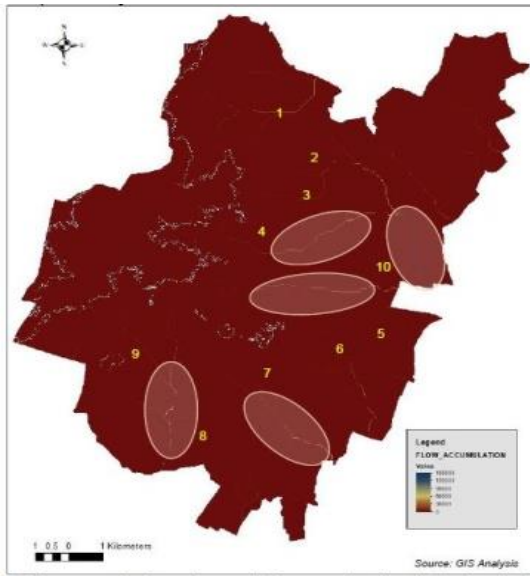 1
2
3
4
10
5
6
9
7
8
Legend
FLOW_ACCUMULATION
Value
0
1 0.5 0 1 Kilometers
Source: GIS Analysis